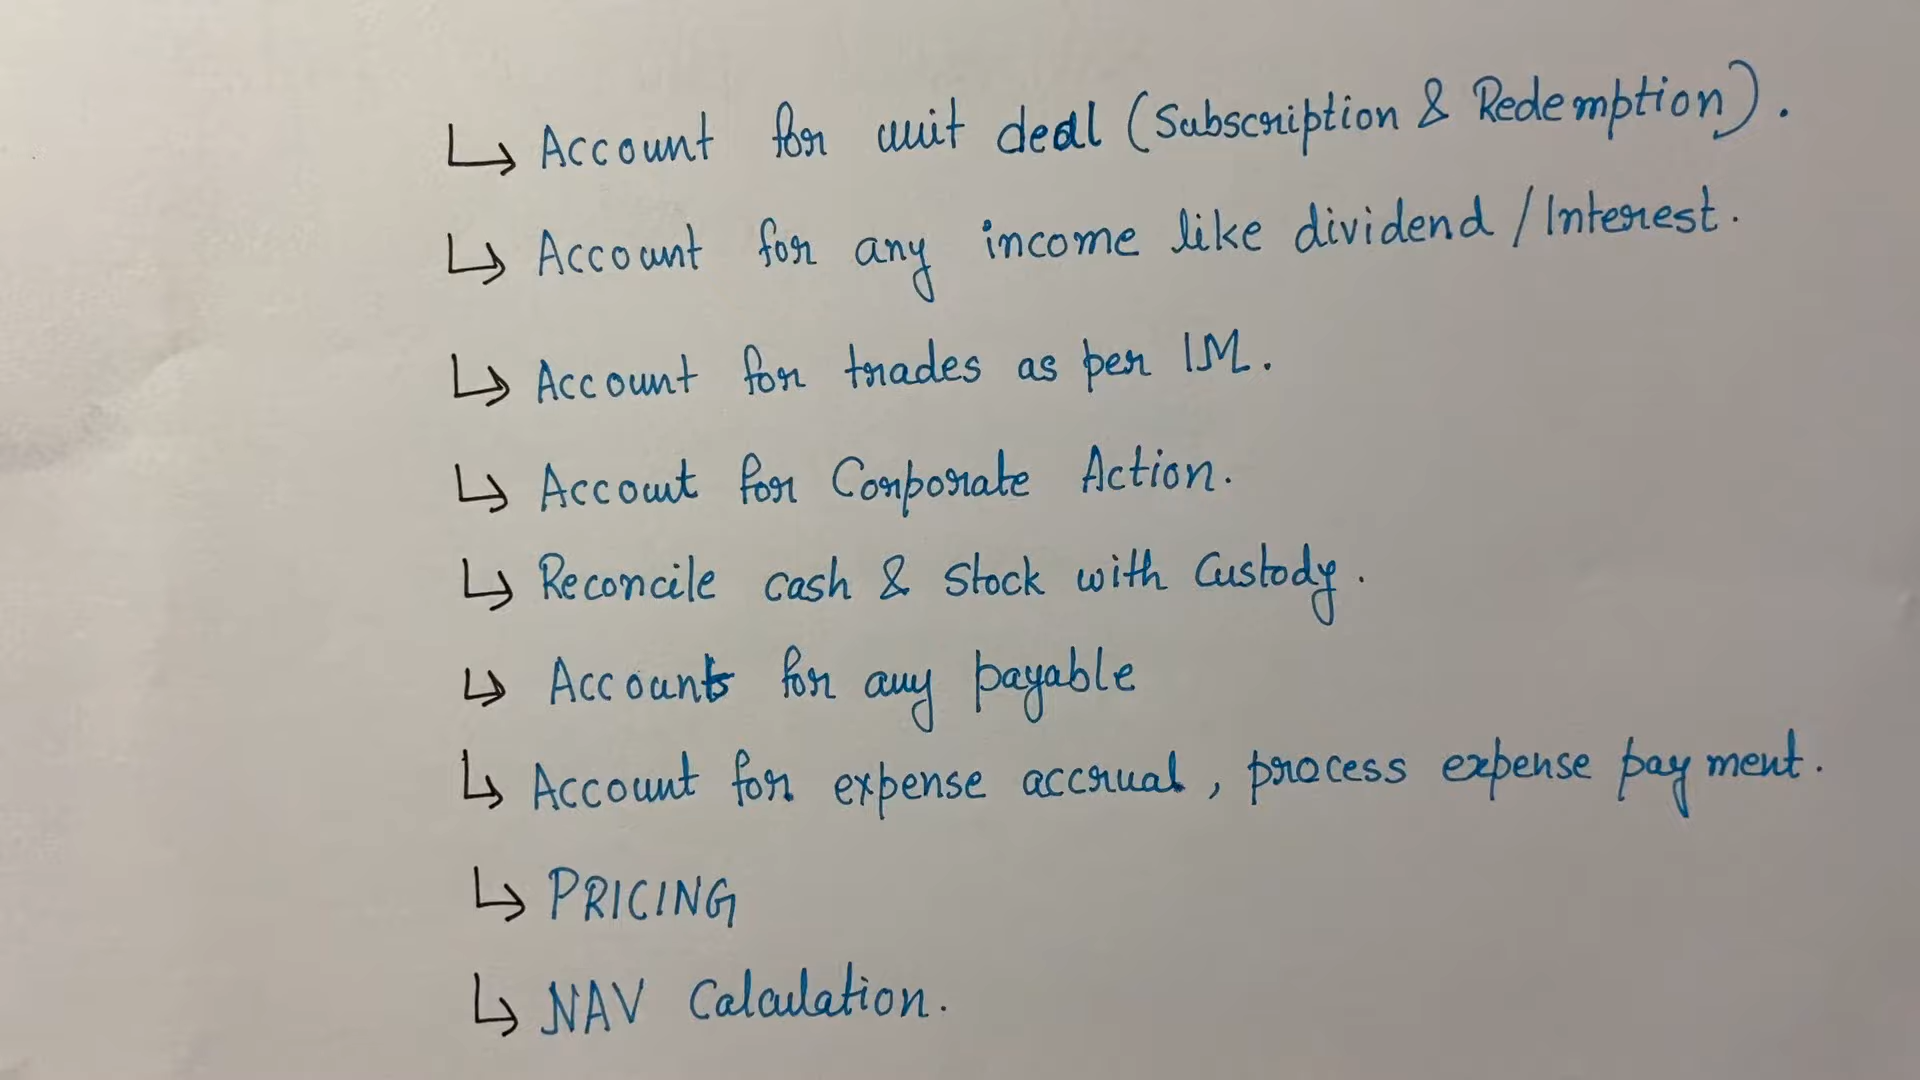 ↳ Account for unit deal (Subscription & Redemption).
↳ Account for any income like dividend / Interest.
↳ Account for trades as per IM.
↳ Account for Corporate Action.
↳ Reconcile cash & stock with Custody.
↳ Accounts for any payable
↳ Account for expense accrual, process expense payment.
↳ PRICING
↳ NAV Calculation.